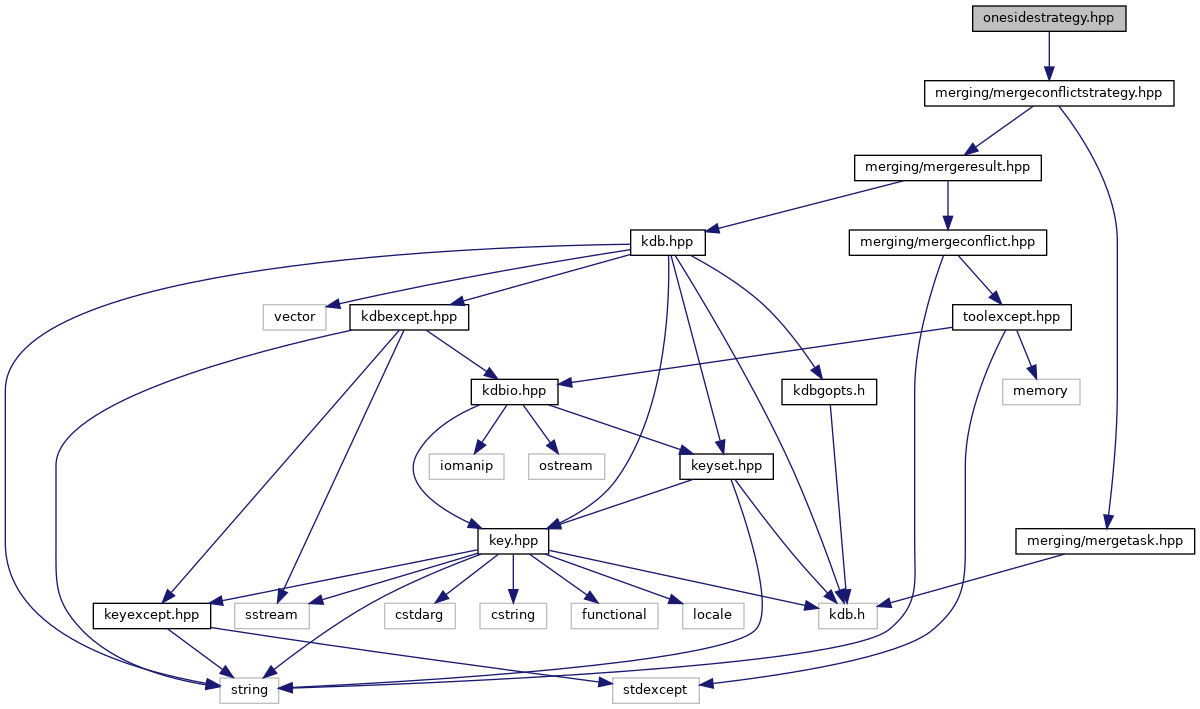 onesidestrategy.hpp
merging/mergeconflictstrategy.hpp
merging/mergeresult.hpp
kdb.hpp
merging/mergeconflict.hpp
vector
kdbexcept.hpp
toolexcept.hpp
kdbio.hpp
kdbgopts.h
memory
iomanip
ostream
keyset.hpp
key.hpp
merging/mergetask.hpp
keyexcept.hpp
sstream
cstdarg
cstring
functional
locale
kdb.h
string
stdexcept